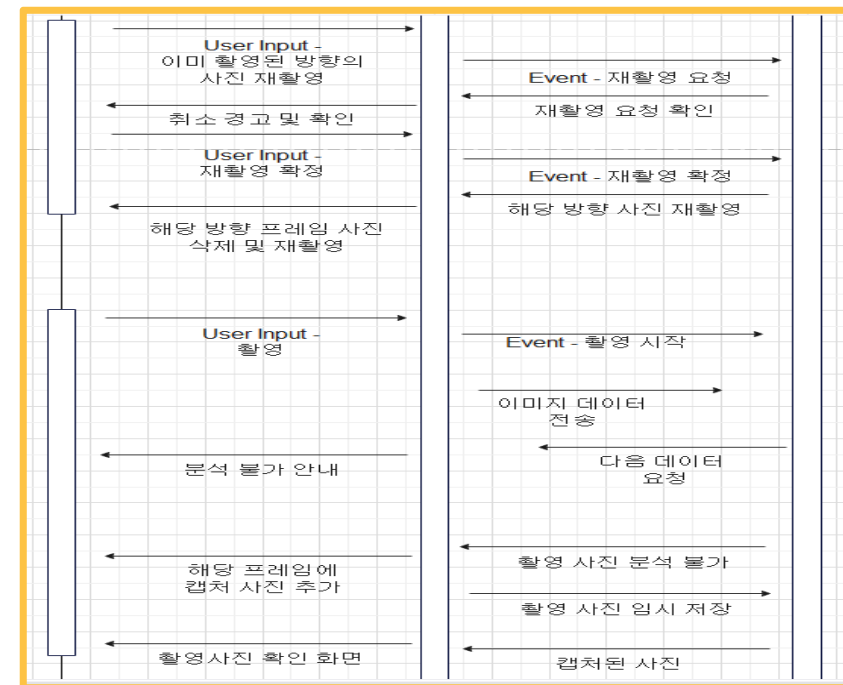 User Input -
이미 촬영된 방향의
사진 재촬영
Event - 재촬영 요청
재촬영 요청 확인
취소 경고 및 확인
User Input -
재촬영 확정
Event - 재촬영 확정
해당 방향 사진 재촬영
해당 방향 프레임 사진
삭제 및 재촬영
User Input -
촬영
Event - 촬영 시작
이미지 데이터
전송
다음 데이터
요청
분석 불가 안내
촬영 사진 분석 불가
해당 프레임에
캡처 사진 추가
촬영 사진 임시 저장
촬영사진 확인 화면
캡처된 사진